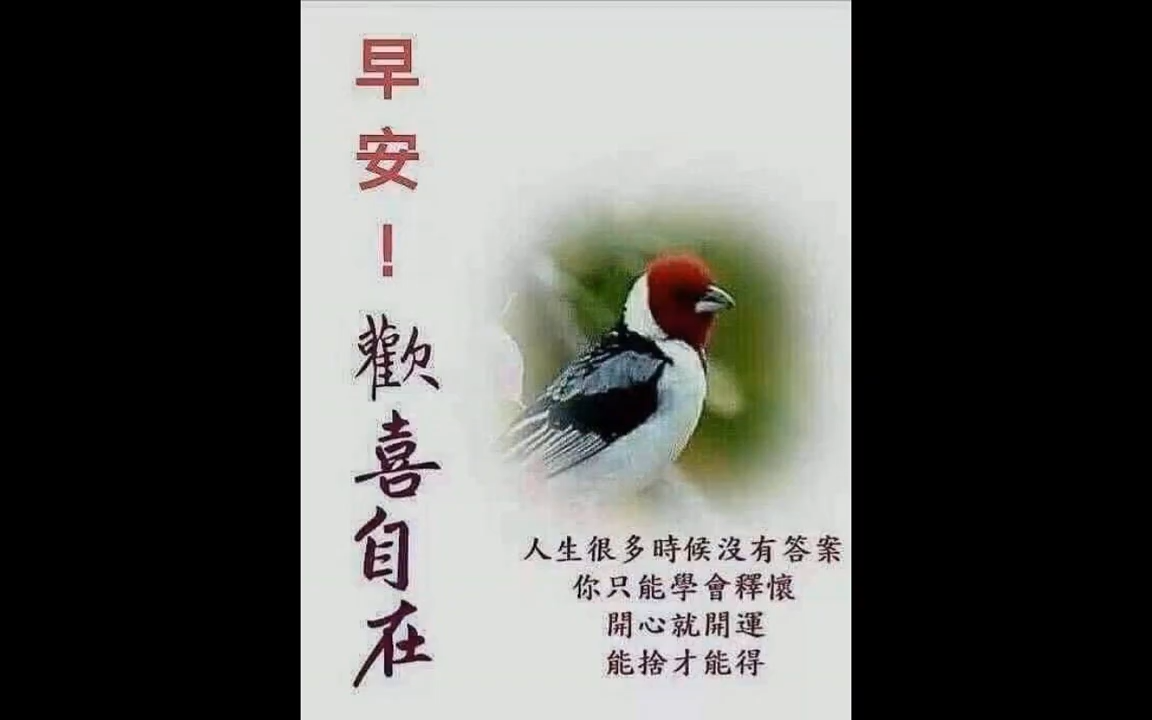 早安！歡喜自在
人生很多時候沒有答案
你只能學會釋懷
開心就開運
能捨才能得